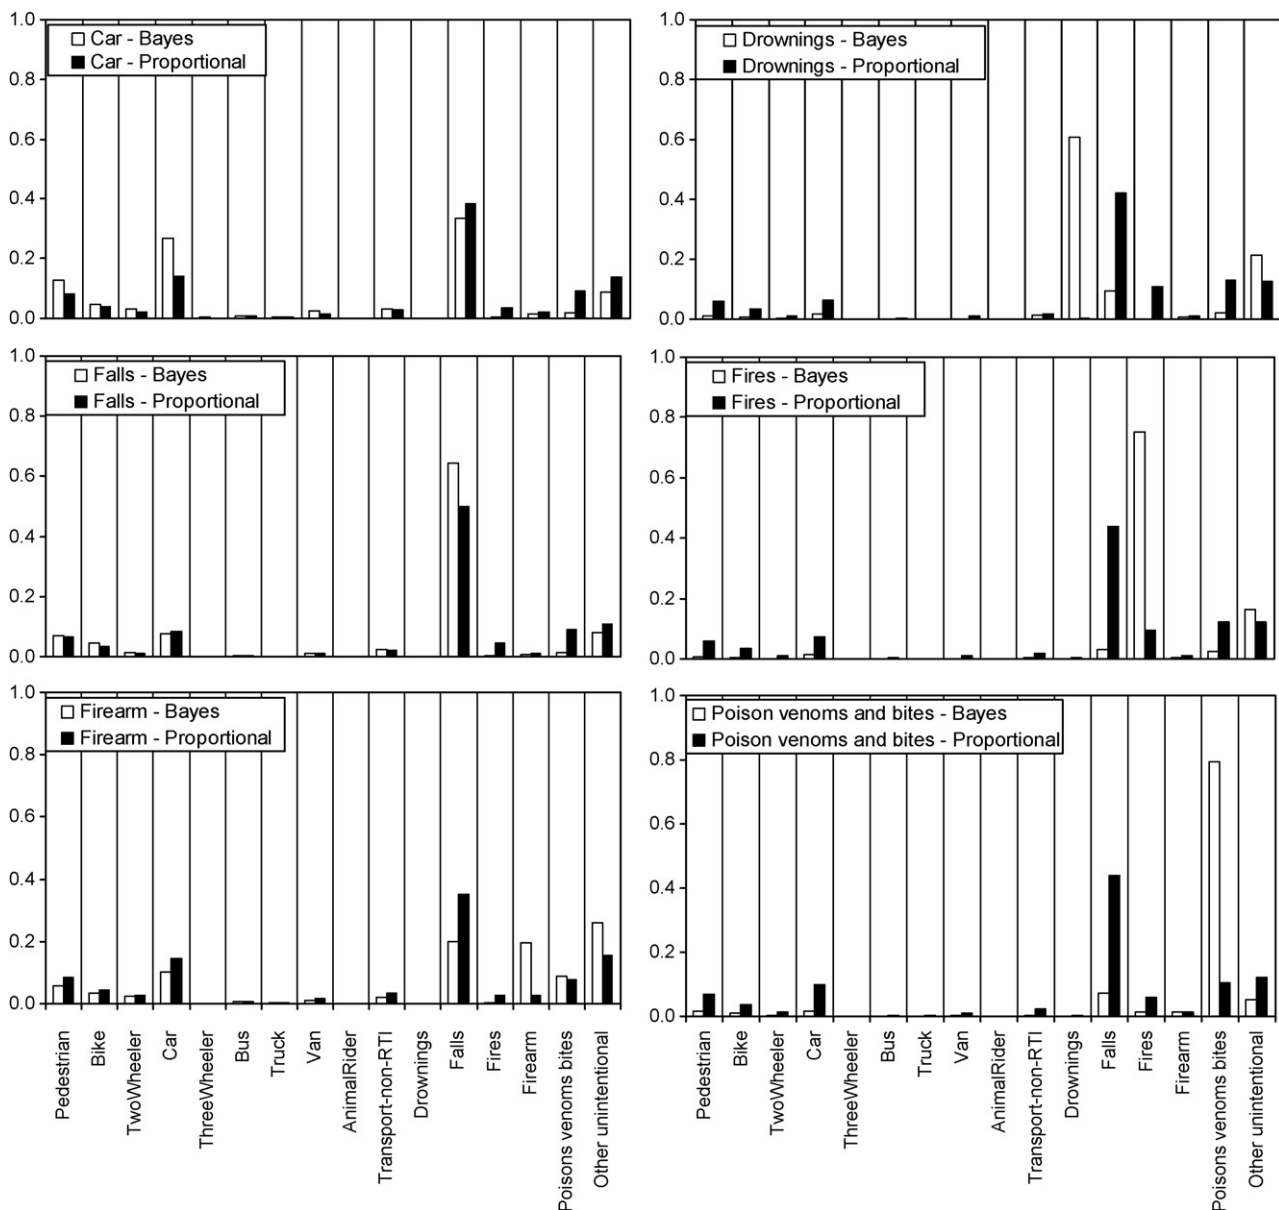 1.0
0.8
0.6
0.4
0.2
0.0
Car - Bayes
Car - Proportional
1.0
0.8
0.6
0.4
0.2
0.0
Drownings - Bayes
Drownings - Proportional
1.0
0.8
0.6
0.4
0.2
0.0
Falls - Bayes
Falls - Proportional
1.0
0.8
0.6
0.4
0.2
0.0
Fires - Bayes
Fires - Proportional
1.0
0.8
0.6
0.4
0.2
0.0
Firearm - Bayes
Firearm - Proportional
1.0
0.8
0.6
0.4
0.2
0.0
Poison venoms and bites - Bayes
Poison venoms and bites - Proportional
Pedestrian
Bike
TwoWheeler
Car
ThreeWheeler
Bus
Truck
Van
AnimalRider
Transport-non-RTI
Drownings
Falls
Fires
Firearm
Poisons venoms bites
Other unintentional
Pedestrian
Bike
TwoWheeler
Car
ThreeWheeler
Bus
Truck
Van
AnimalRider
Transport-non-RTI
Drownings
Falls
Fires
Firearm
Poisons venoms bites
Other unintentional